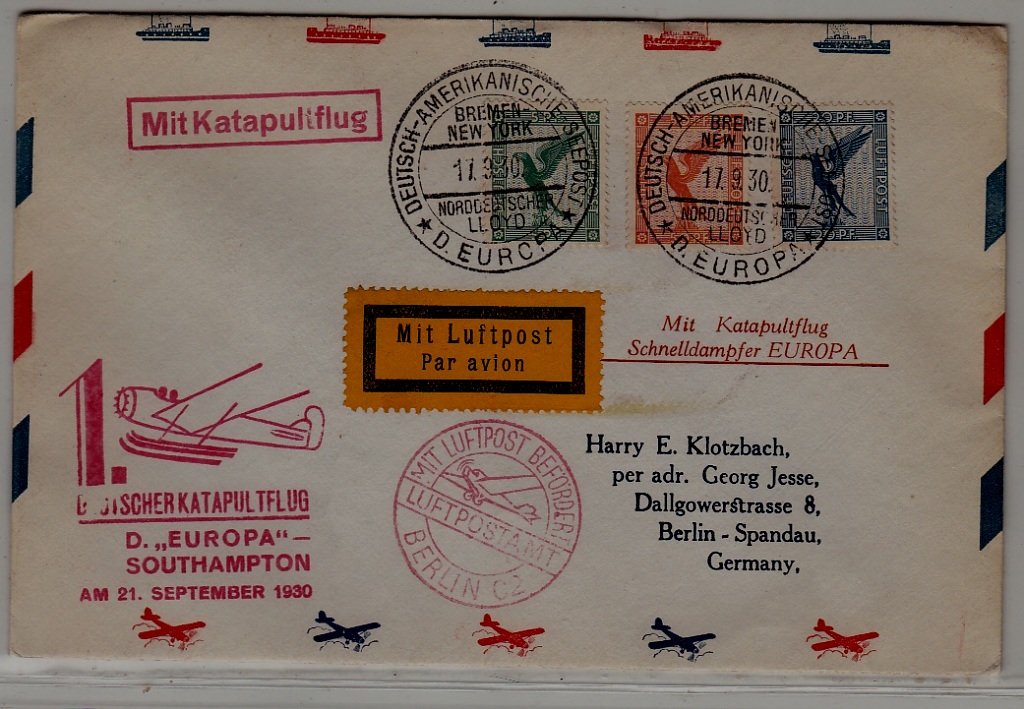 Mit Katapultflug
DEUTSCH-AMERIKANISCHE SEEPOST
BREMEN-
NEW YORK
17.9.30.
NORDDEUTSCHER
LLOYD
★ D. EUROPA ★
DEUTSCH-AMERIKANISCHE SEEPOST
BREMEN-
NEW YORK
17.9.30.
NORDDEUTSCHER
LLOYD
★ D. EUROPA ★
LUFTPOST
Mit Luftpost
Par avion
Mit Katapultflug
Schnelldampfer EUROPA
1.
DEUTSCHER KATAPULTFLUG
D. „EUROPA"–
SOUTHAMPTON
AM 21. SEPTEMBER 1930
MIT LUFTPOST BEFÖRDERT
LUFTPOSTAMT
BERLIN C2
Harry E. Klotzbach,
per adr. Georg Jesse,
Dallgowerstrasse 8,
Berlin - Spandau,
Germany,